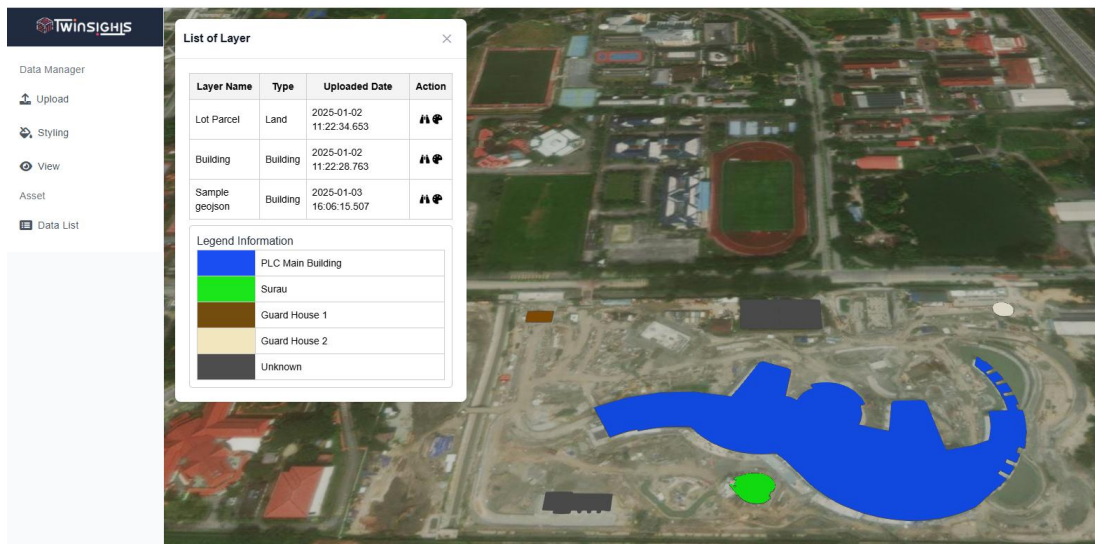 TwinSIGHTS
Data Manager
Upload
Styling
View
Asset
Data List
List of Layer
Layer Name Type Uploaded Date Action
Lot Parcel Land 2025-01-02
11:22:34.653
Building Building 2025-01-02
11:22:28.763
Sample
geojson Building 2025-01-03
16:06:15.507
Legend Information
PLC Main Building
Surau
Guard House 1
Guard House 2
Unknown